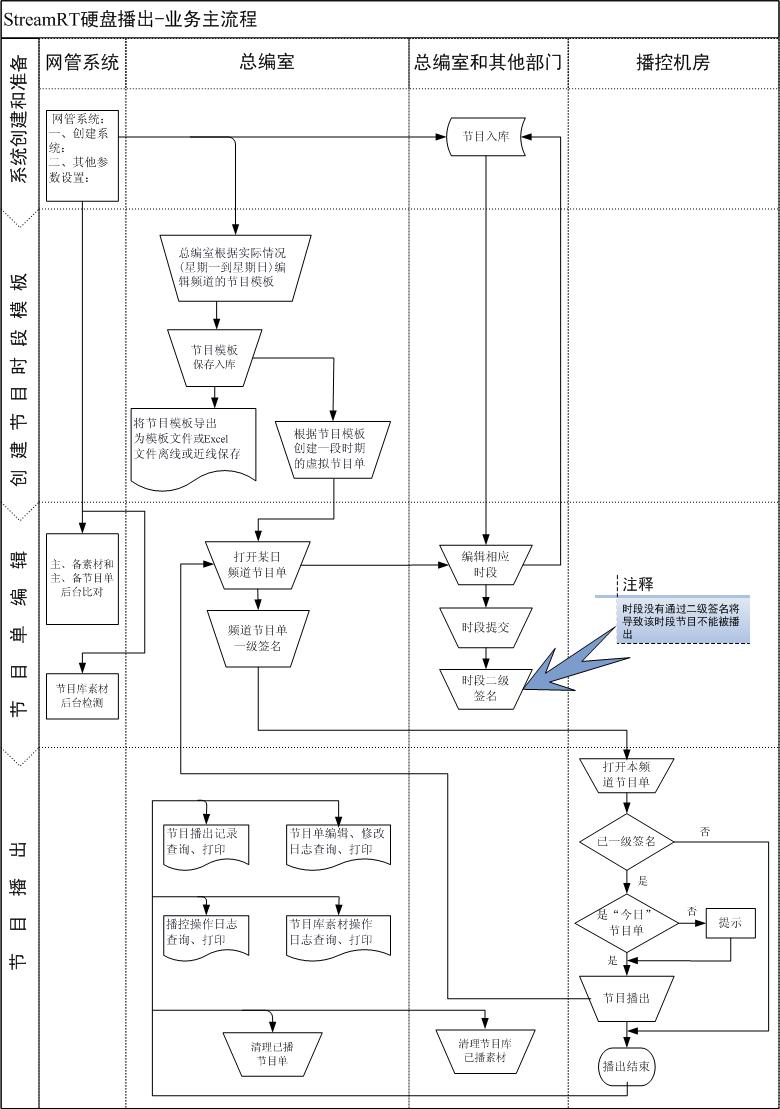 StreamRT硬盘播出-业务主流程
网管系统
总编室
总编室和其他部门
播控机房
系统创建和准备
网管系统:
一、创建系
统:
二、其他参
数设置:
节目入库
创建节目时段模板
总编室根据实际情况
(星期一到星期日)编
辑频道的节目模板
节目模板
保存入库
将节目模板导出
为模板文件或Excel
文件离线或近线保存
根据节目模板
创建一段时期
的虚拟节目单
节目单编辑
主、备素材和
主、备节目单
后台比对
打开某日
频道节目单
编辑相应
时段
注释
时段没有通过二级签名将
导致该时段节目不能被播
出
频道节目单
一级签名
时段提交
节目库素材
后台检测
时段二级
签名
节目播出
打开本频
道节目单
节目播出记录
查询、打印
节目单编辑、修改
日志查询、打印
已一级签名
否
是
播控操作日志
查询、打印
节目库素材操作
日志查询、打印
是“今日”
节目单
否
提示
是
节目播出
清理已播
节目单
清理节目库
已播素材
播出结束